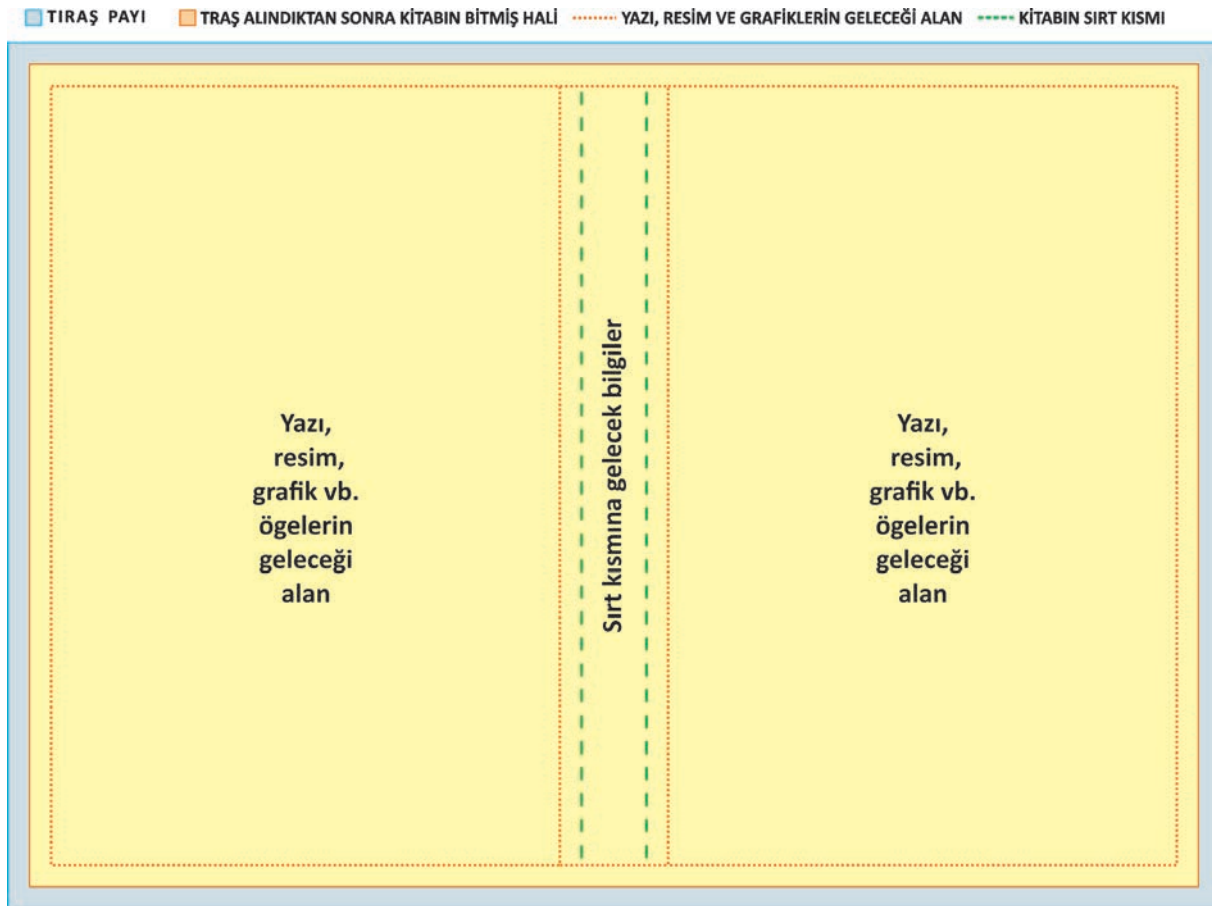 TIRAŞ PAYI
TRAŞ ALINDIKTAN SONRA KİTABIN BİTMİŞ HALİ
YAZI, RESİM VE GRAFİKLERİN GELECEĞİ ALAN
KİTABIN SIRT KISMI
Yazı,
resim,
grafik vb.
ögelerin
geleceği
alan
Sırt kısmına gelecek bilgiler
Yazı,
resim,
grafik vb.
ögelerin
geleceği
alan